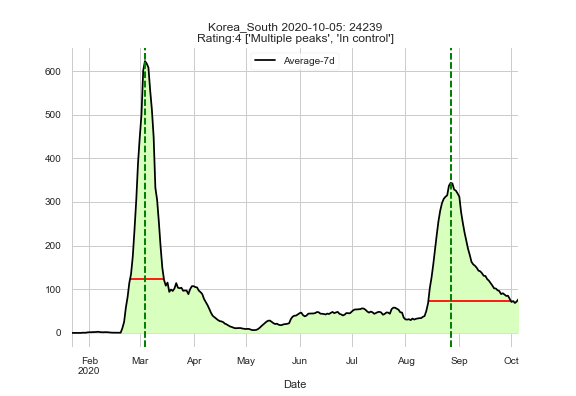 Korea_South 2020-10-05: 24239
Rating:4 ['Multiple peaks', 'In control']
Average-7d
600
500
400
300
200
100
0
Feb Mar Apr May Jun Jul Aug Sep Oct
2020
Date